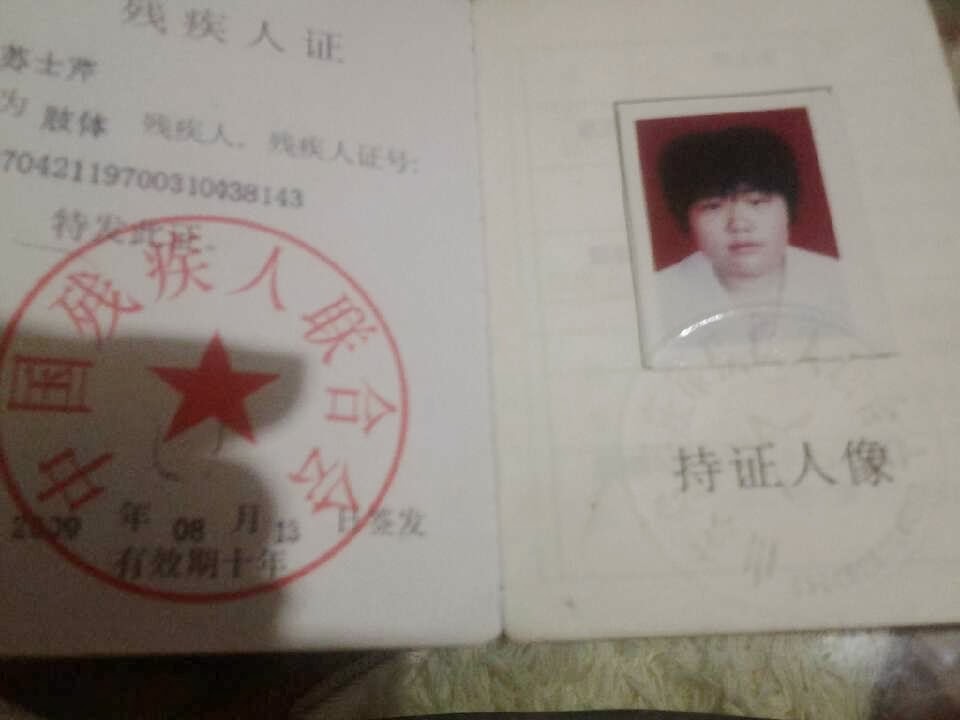 残疾人证
苏士芹
为 肢体 残疾人，残疾人证号：
70421197003104381​43
特发此证。
中国残疾人联合会
2009 年 08 月 13 日签发
有效期十年
持证人像